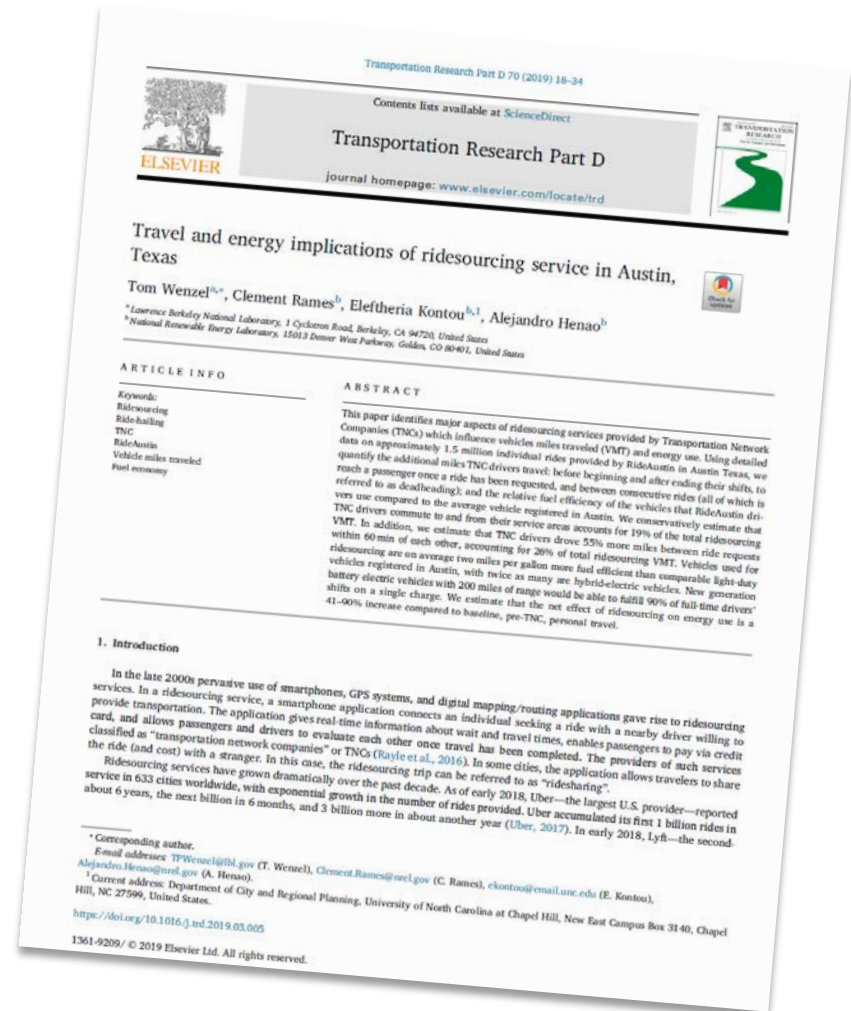 Transportation Research Part D 70 (2019) 18–34
Contents lists available at ScienceDirect
Transportation Research Part D
journal homepage: www.elsevier.com/locate/trd
ELSEVIER
TRANSPORTATION
RESEARCH
Travel and energy implications of ridesourcing service in Austin,
Texas
Check for
updates
Tom Wenzelᵃ,*, Clement Ramesᵇ, Eleftheria Kontouᵇ,¹, Alejandro Henaoᵇ
ᵃ Lawrence Berkeley National Laboratory, 1 Cyclotron Road, Berkeley, CA 94720, United States
ᵇ National Renewable Energy Laboratory, 15013 Denver West Parkway, Golden, CO 80401, United States
ARTICLE INFO
Keywords:
Ridesourcing
Ride-hailing
TNC
RideAustin
Vehicle miles traveled
Fuel economy
ABSTRACT
This paper identifies major aspects of ridesourcing services provided by Transportation Network
Companies (TNCs) which influence vehicles miles traveled (VMT) and energy use. Using detailed
data on approximately 1.5 million individual rides provided by RideAustin in Austin Texas, we
quantify the additional miles TNC drivers travel: before beginning and after ending their shifts, to
reach a passenger once a ride has been requested, and between consecutive rides (all of which is
referred to as deadheading); and the relative fuel efficiency of the vehicles that RideAustin dri-
vers use compared to the average vehicle registered in Austin. We conservatively estimate that
TNC drivers commute to and from their service areas accounts for 19% of the total ridesourcing
VMT. In addition, we estimate that TNC drivers drove 55% more miles between ride requests
within 60 min of each other, accounting for 26% of total ridesourcing VMT. Vehicles used for
ridesourcing are on average two miles per gallon more fuel efficient than comparable light-duty
vehicles registered in Austin, with twice as many are hybrid-electric vehicles. New generation
battery electric vehicles with 200 miles of range would be able to fulfill 90% of full-time drivers'
shifts on a single charge. We estimate that the net effect of ridesourcing on energy use is a
41–90% increase compared to baseline, pre-TNC, personal travel.
1. Introduction
In the late 2000s pervasive use of smartphones, GPS systems, and digital mapping/routing applications gave rise to ridesourcing
services. In a ridesourcing service, a smartphone application connects an individual seeking a ride with a nearby driver willing to
provide transportation. The application gives real-time information about wait and travel times, enables passengers to pay via credit
card, and allows passengers and drivers to evaluate each other once travel has been completed. The providers of such services
classified as “transportation network companies” or TNCs (Rayle et al., 2016). In some cities, the application allows travelers to share
the ride (and cost) with a stranger. In this case, the ridesourcing trip can be referred to as “ridesharing”.
Ridesourcing services have grown dramatically over the past decade. As of early 2018, Uber—the largest U.S. provider—reported
service in 633 cities worldwide, with exponential growth in the number of rides provided. Uber accumulated its first 1 billion rides in
about 6 years, the next billion in 6 months, and 3 billion more in about another year (Uber, 2017). In early 2018, Lyft—the second-
* Corresponding author.
E-mail addresses: TPWenzel@lbl.gov (T. Wenzel), Clement.Rames@nrel.gov (C. Rames), ekontou@email.unc.edu (E. Kontou),
Alejandro.Henao@nrel.gov (A. Henao).
¹ Current address: Department of City and Regional Planning, University of North Carolina at Chapel Hill, New East Campus Box 3140, Chapel
Hill, NC 27599, United States.
https://doi.org/10.1016/j.trd.2019.03.005
1361-9209/ © 2019 Elsevier Ltd. All rights reserved.